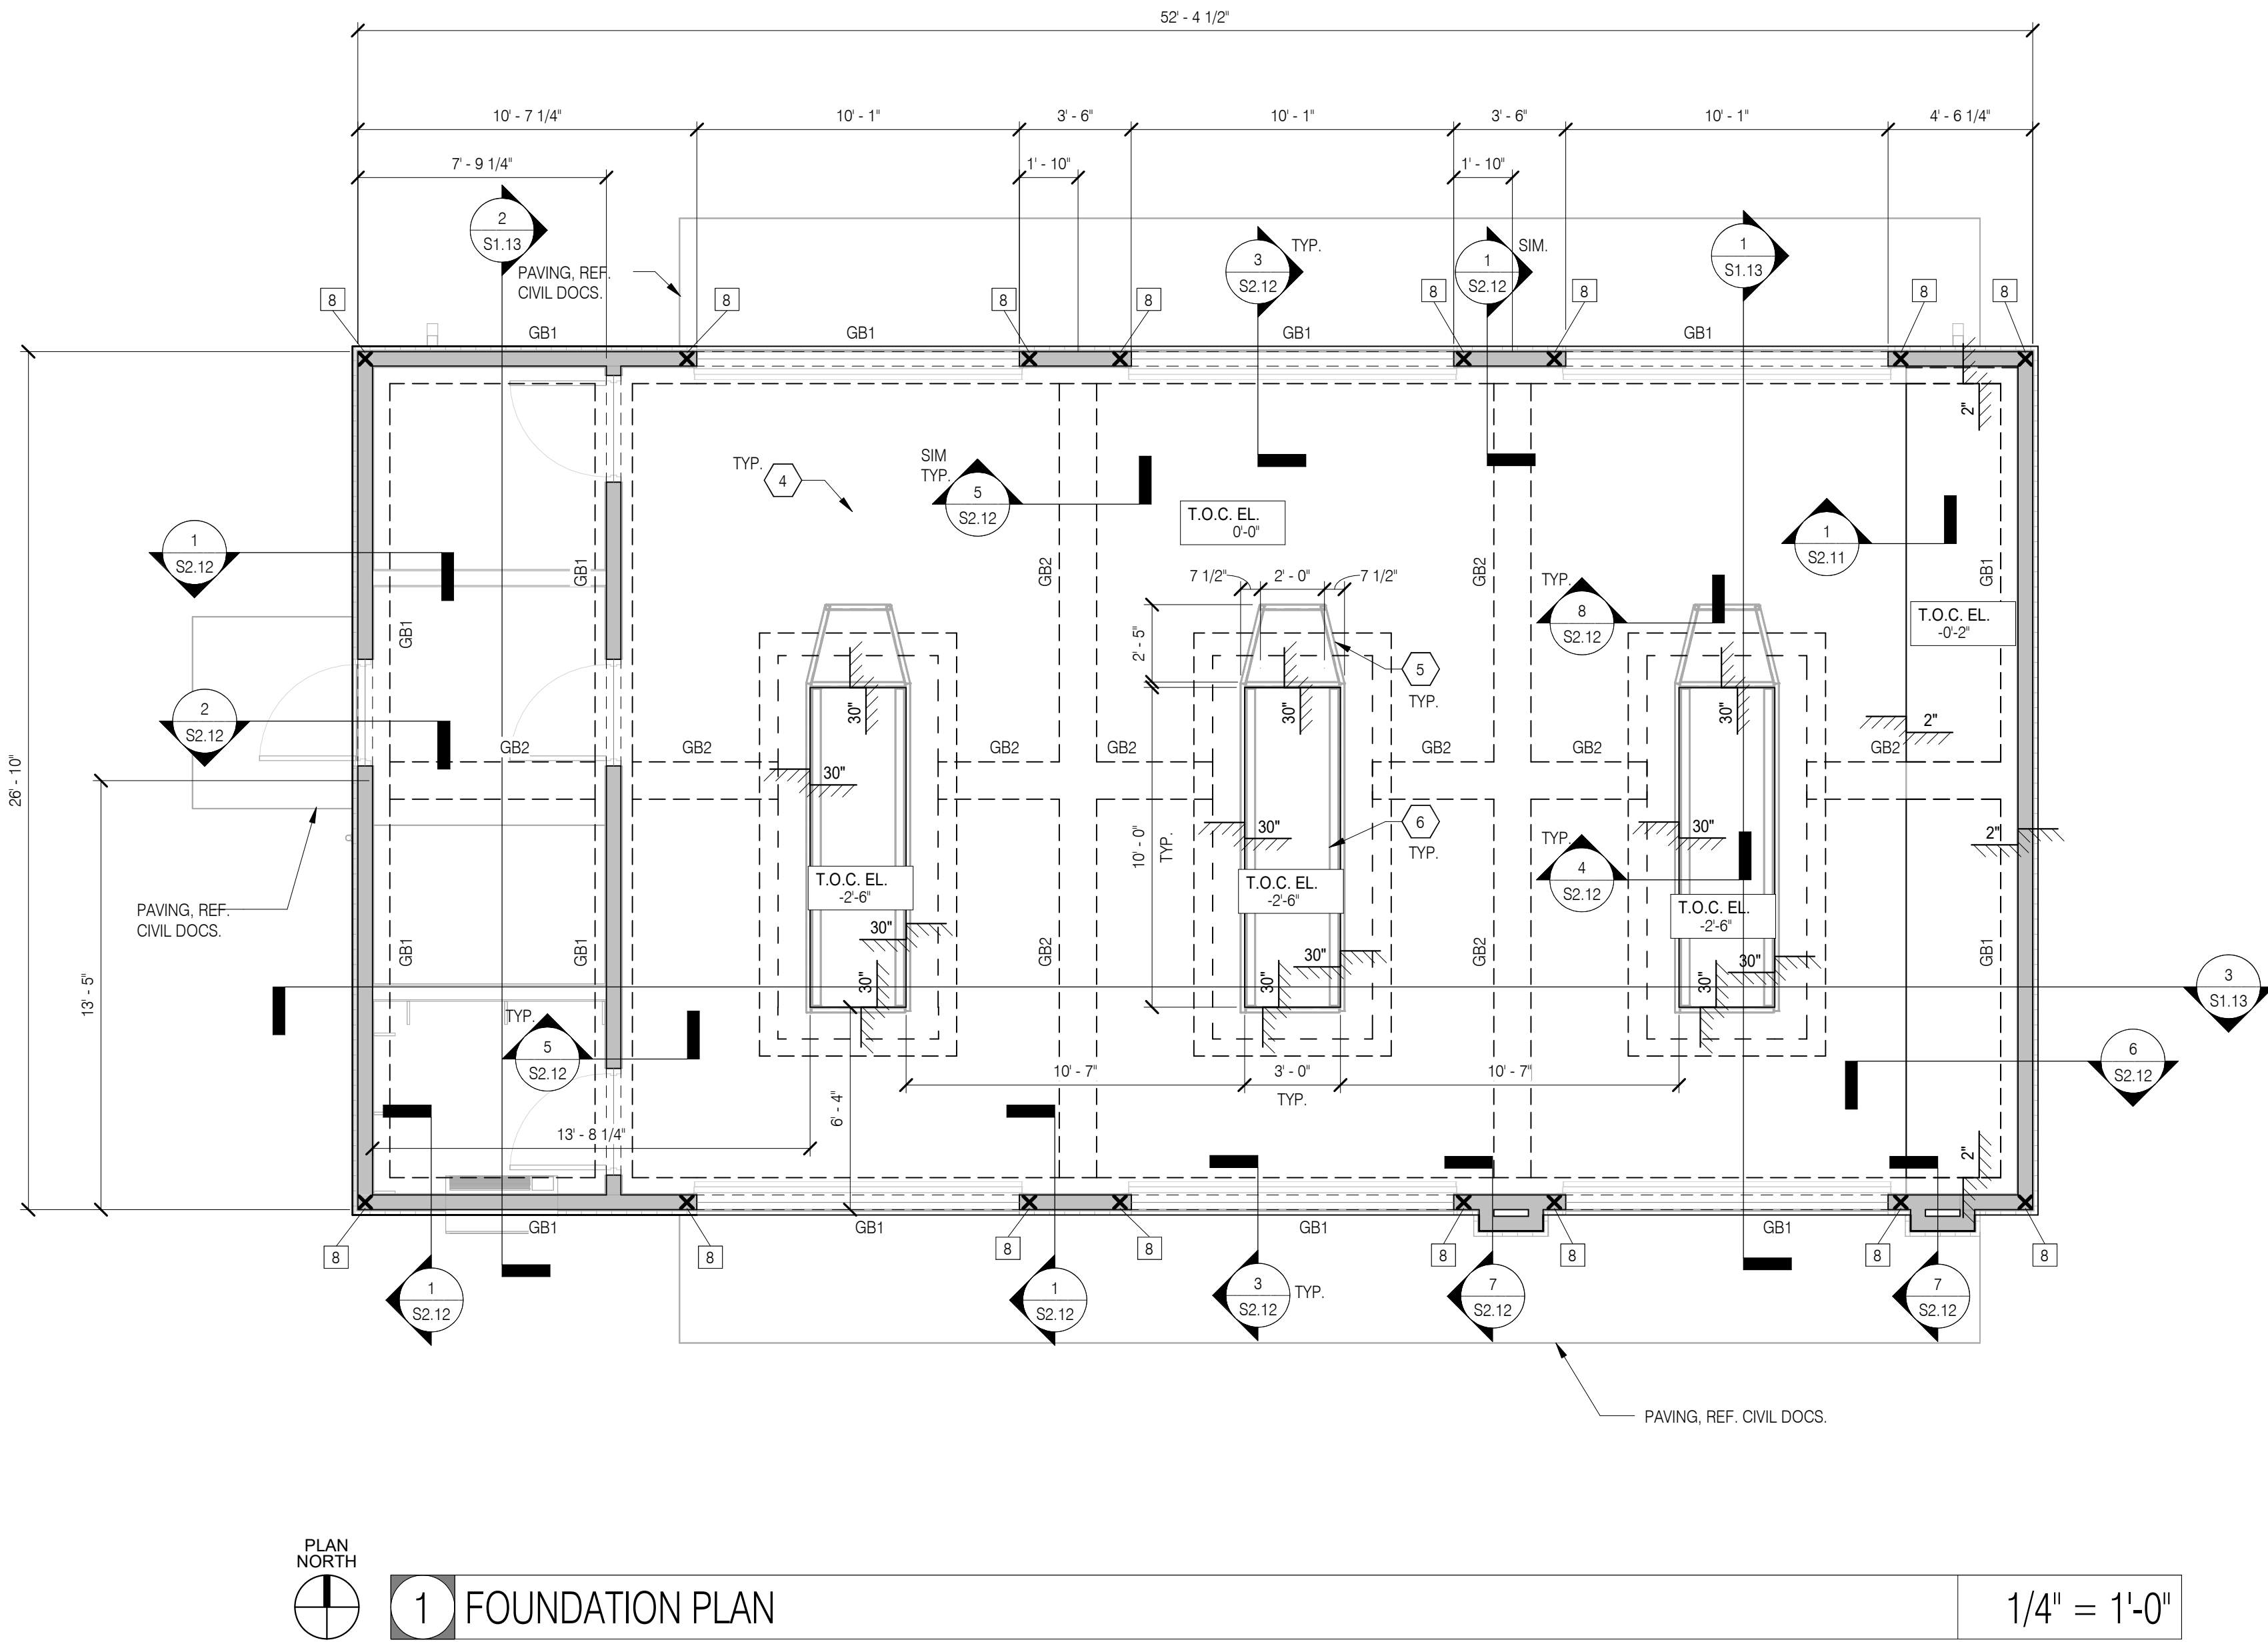 52' - 4 1/2"
10' - 7 1/4"
10' - 1"
3' - 6"
10' - 1"
3' - 6"
10' - 1"
4' - 6 1/4"
7' - 9 1/4"
1' - 10"
1' - 10"
2
S1.13
PAVING, REF.
CIVIL DOCS.
3
S2.12
TYP.
1
S2.12
SIM.
1
S1.13
8
8
8
8
8
8
8
8
GB1
GB1
GB1
GB1
2"
TYP.
4
SIM
TYP.
5
S2.12
T.O.C. EL.
0'-0"
1
S2.11
1
S2.12
GB1
GB2
GB2
GB1
7 1/2"
2' - 0"
7 1/2"
TYP.
8
S2.12
T.O.C. EL.
-0'-2"
GB1
2' - 5"
5
TYP.
2
S2.12
30"
30"
30"
2"
GB2
GB2
GB2
GB2
GB2
GB2
GB2
26' - 10"
30"
30"
30"
6
TYP.
2"
10' - 0"
TYP.
TYP.
4
S2.12
T.O.C. EL.
-2'-6"
T.O.C. EL.
-2'-6"
T.O.C. EL.
-2'-6"
PAVING, REF.
CIVIL DOCS.
30"
30"
30"
GB1
GB1
GB2
GB2
GB1
13' - 5"
30"
30"
30"
3
S1.13
TYP.
5
S2.12
6
S2.12
10' - 7"
3' - 0"
TYP.
10' - 7"
6' - 4"
13' - 8 1/4"
2"
GB1
GB1
GB1
GB1
8
8
8
8
8
8
8
8
1
S2.12
1
S2.12
3
S2.12
TYP.
7
S2.12
7
S2.12
PAVING, REF. CIVIL DOCS.
PLAN
NORTH
1
FOUNDATION PLAN
1/4" = 1'-0"